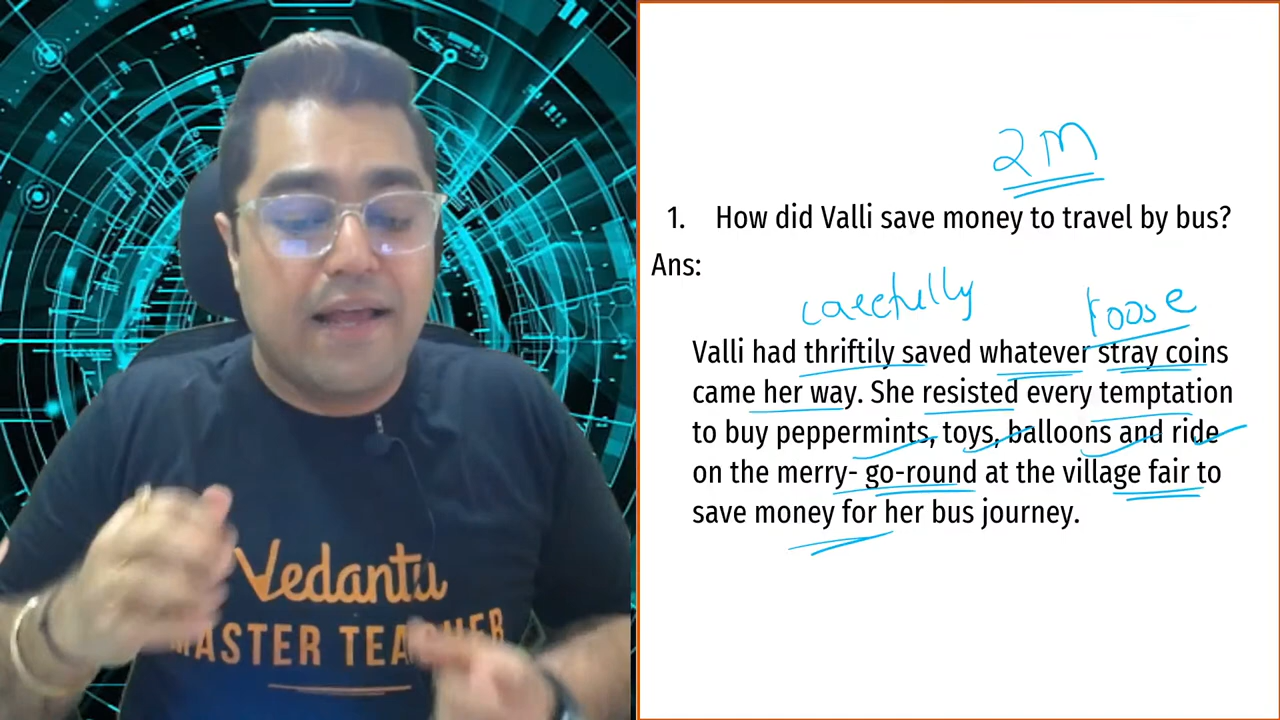 2M
1. How did Valli save money to travel by bus?
Ans:
carefully loose
Valli had thriftily saved whatever stray coins
came her way. She resisted every temptation
to buy peppermints, toys, balloons and ride
on the merry- go-round at the village fair to
save money for her bus journey.
Vedantu
MASTER TEACHER